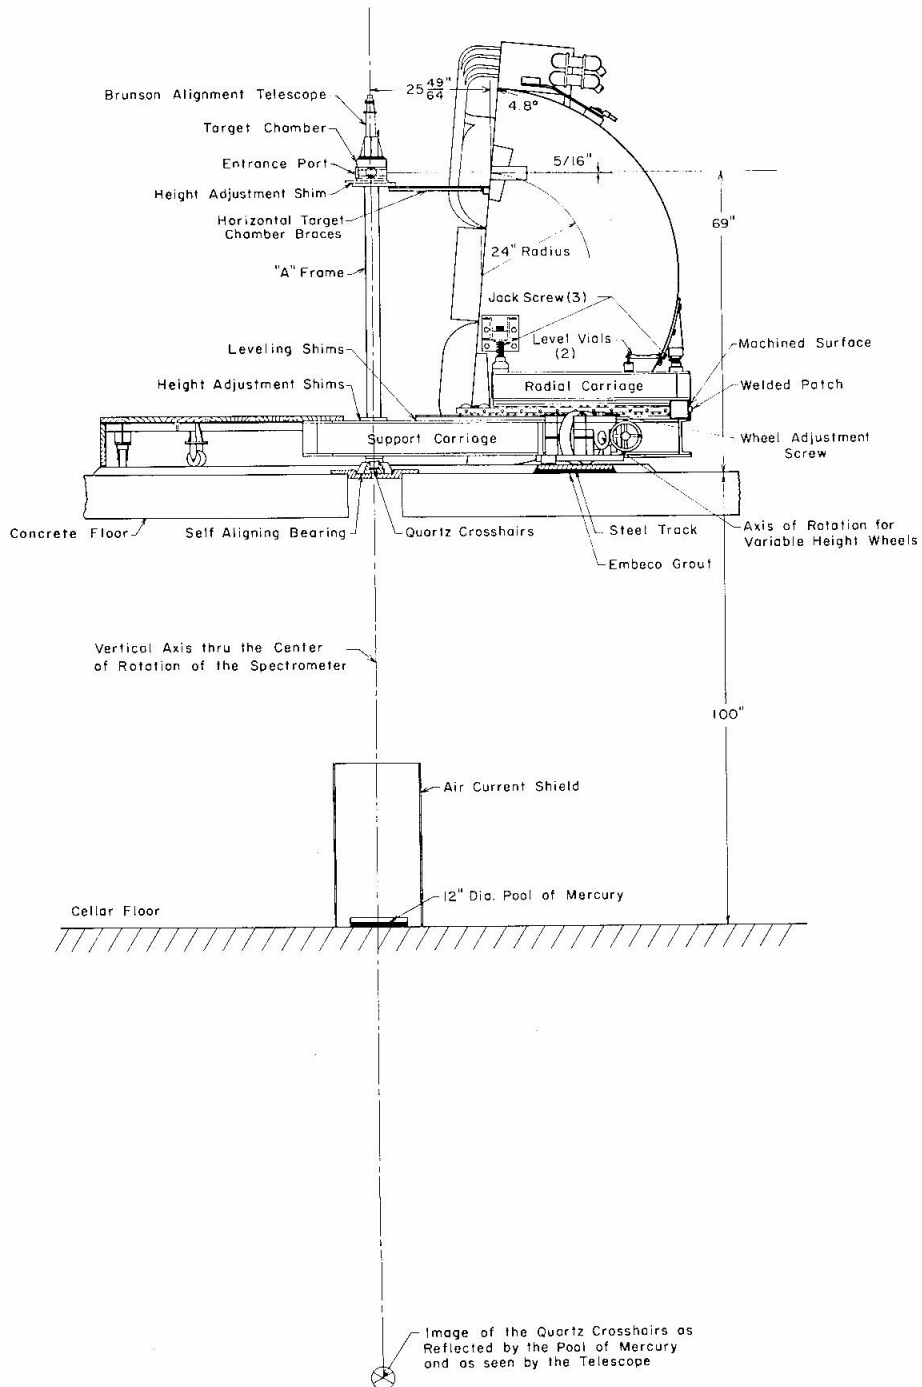 25 49"/64
4.8°
Brunson Alignment Telescope
Target Chamber
Entrance Port
5/16"
Height Adjustment Shim
Horizontal Target
Chamber Braces
69"
24" Radius
"A" Frame
Jack Screw (3)
Leveling Shims
Level Vials
(2)
Machined Surface
Height Adjustment Shims
Radial Carriage
Welded Patch
Support Carriage
Wheel Adjustment
Screw
Concrete Floor
Self Aligning Bearing
Quartz Crosshairs
Steel Track
Axis of Rotation for
Variable Height Wheels
Embeco Grout
Vertical Axis thru the Center
of Rotation of the Spectrometer
100"
Air Current Shield
12" Dia. Pool of Mercury
Cellar Floor
Image of the Quartz Crosshairs as
Reflected by the Pool of Mercury
and as seen by the Telescope